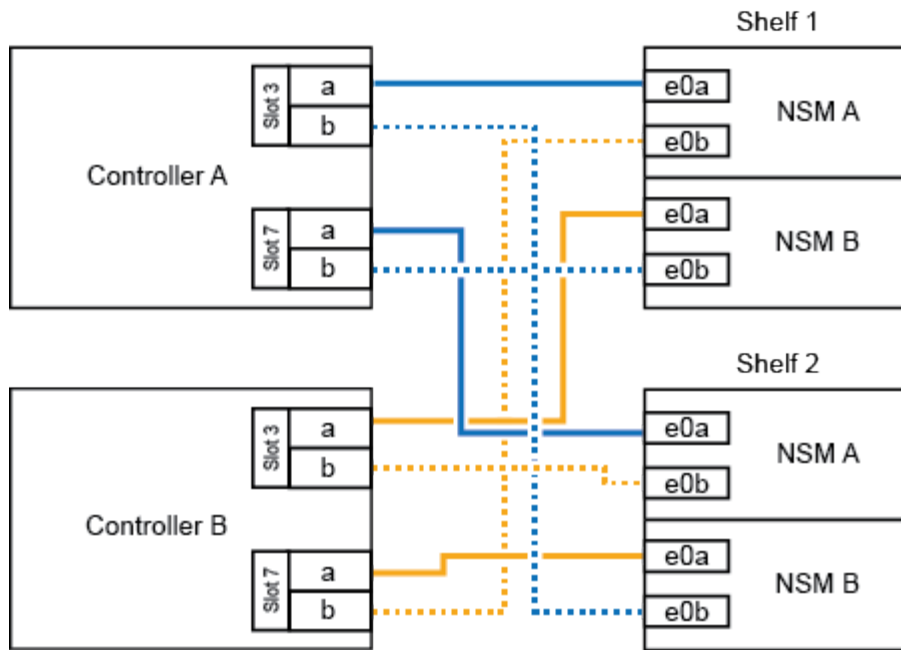 Shelf 1
Slot 3
a
b
Controller A
Slot 7
a
b
e0a
e0b
NSM A
e0a
e0b
NSM B
Shelf 2
Slot 3
a
b
Controller B
Slot 7
a
b
e0a
e0b
NSM A
e0a
e0b
NSM B